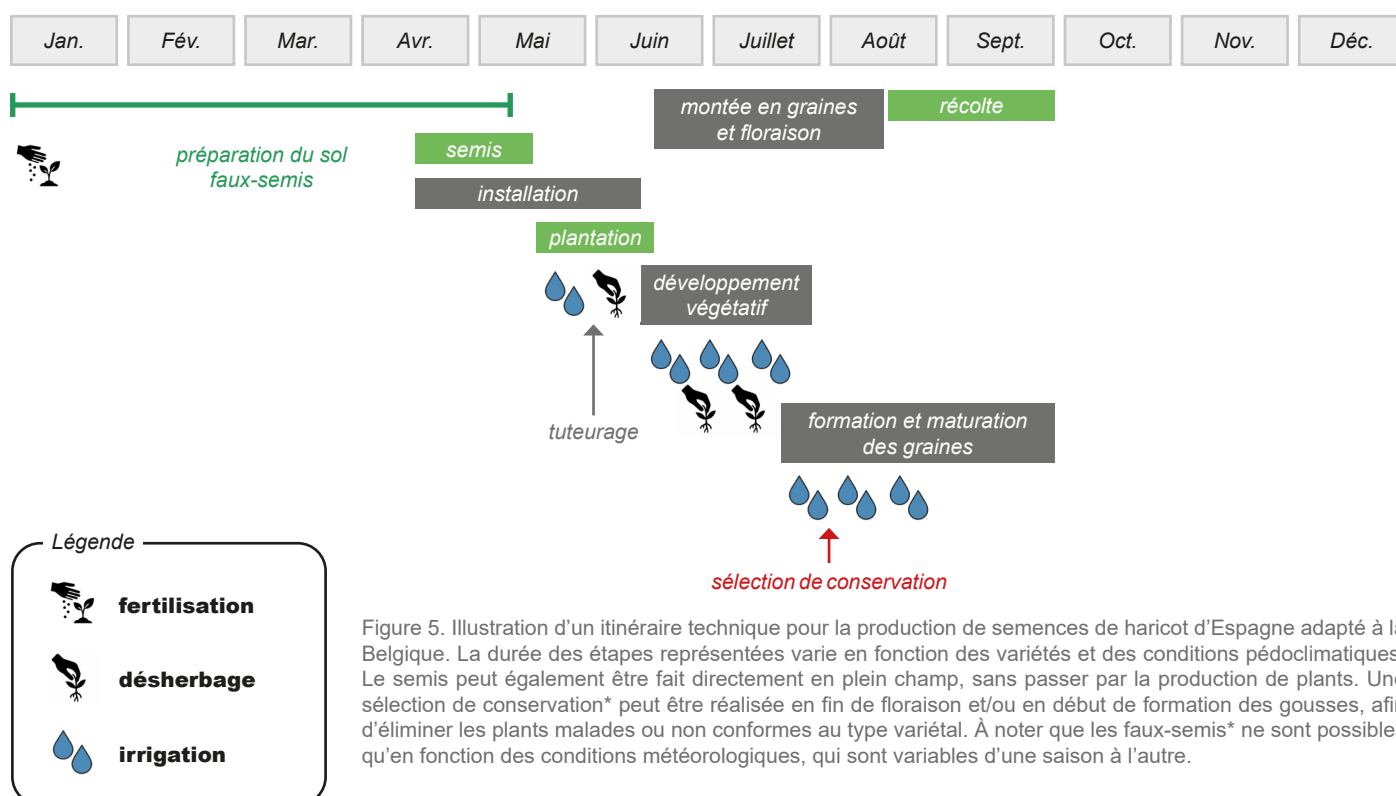 Jan. Fév. Mar. Avr. Mai Juin Juillet Août Sept. Oct. Nov. Déc.
montée en graines
et floraison
récolte
préparation du sol
faux-semis
semis
installation
plantation
développement
végétatif
tuteurage
formation et maturation
des graines
sélection de conservation
Légende
fertilisation
désherbage
irrigation
Figure 5. Illustration d'un itinéraire technique pour la production de semences de haricot d'Espagne adapté à la
Belgique. La durée des étapes représentées varie en fonction des variétés et des conditions pédoclimatiques
Le semis peut également être fait directement en plein champ, sans passer par la production de plants. Une
sélection de conservation* peut être réalisée en fin de floraison et/ou en début de formation des gousses, afin
d'éliminer les plants malades ou non conformes au type variétal. À noter que les faux-semis* ne sont possibles
qu'en fonction des conditions météorologiques, qui sont variables d'une saison à l'autre.